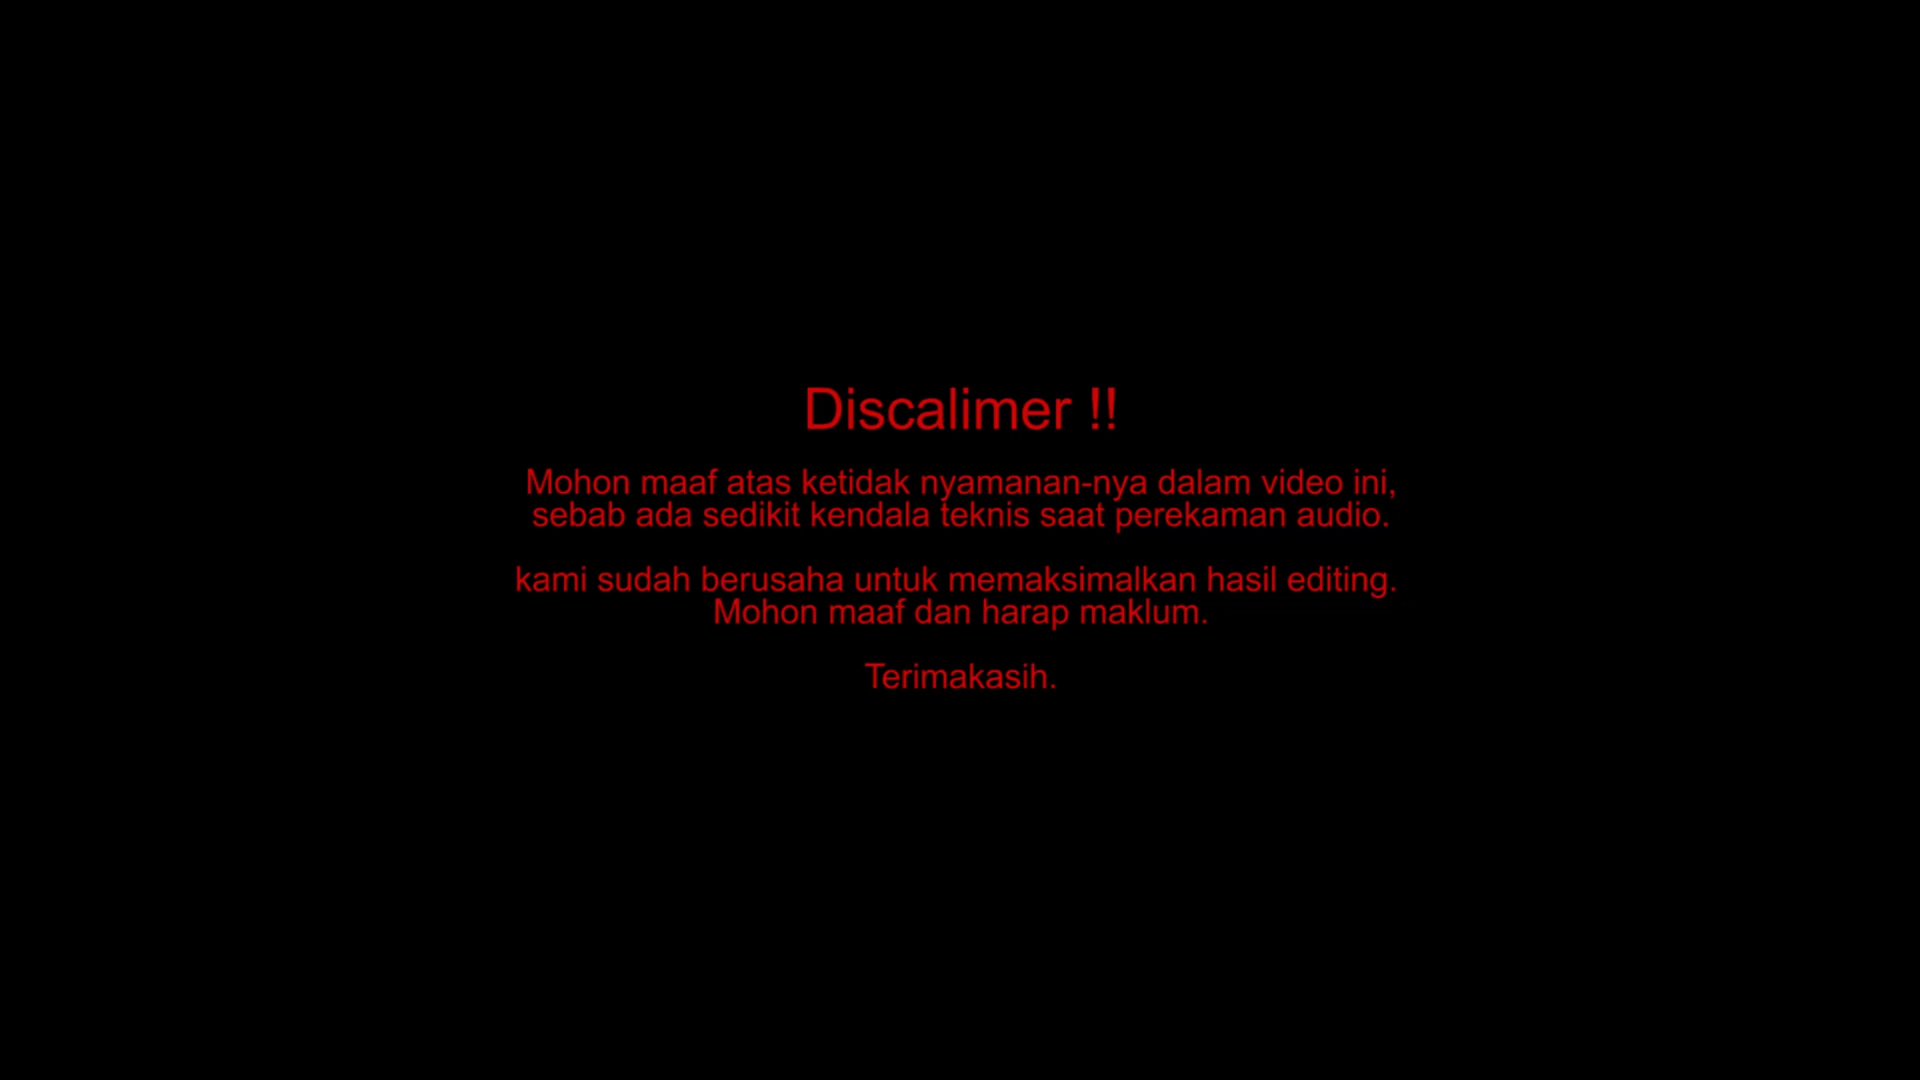 Discalimer !!
Mohon maaf atas ketidak nyamanan-nya dalam video ini,
sebab ada sedikit kendala teknis saat perekaman audio.
kami sudah berusaha untuk memaksimalkan hasil editing.
Mohon maaf dan harap maklum.
Terimakasih.